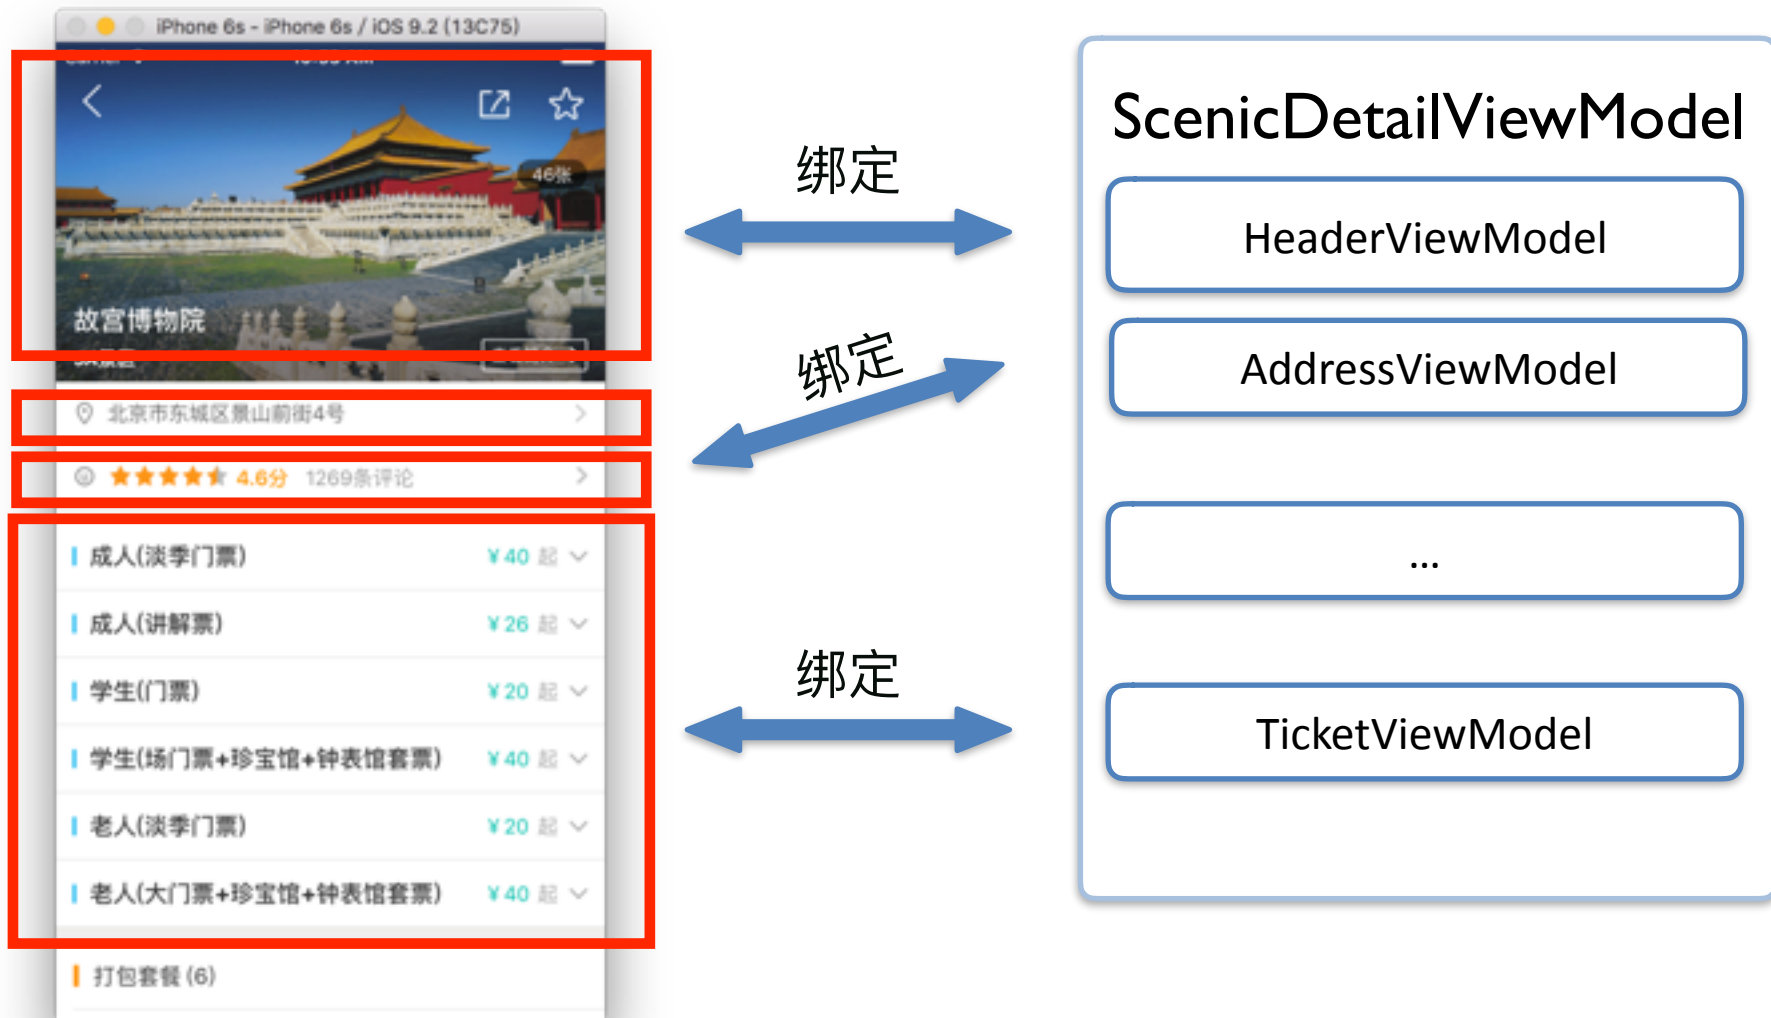 iPhone 6s - iPhone 6s / iOS 9.2 (13C75)
46张
故宫博物院
北京市东城区景山前街4号
4.6分 1269条评论
成人(淡季门票) ¥40 起
成人(讲解票) ¥26 起
学生(门票) ¥20 起
学生(场门票+珍宝馆+钟表馆套票) ¥40 起
老人(淡季门票) ¥20 起
老人(大门票+珍宝馆+钟表馆套票) ¥40 起
打包套餐 (6)
绑定
绑定
绑定
ScenicDetailViewModel
HeaderViewModel
AddressViewModel
...
TicketViewModel